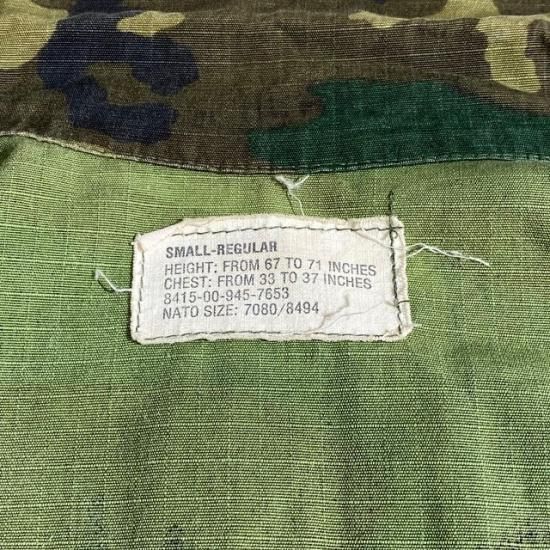 SMALL-REGULAR
HEIGHT: FROM 67 TO 71 INCHES
CHEST: FROM 33 TO 37 INCHES
8415-00-945-7653
NATO SIZE: 7080/8494